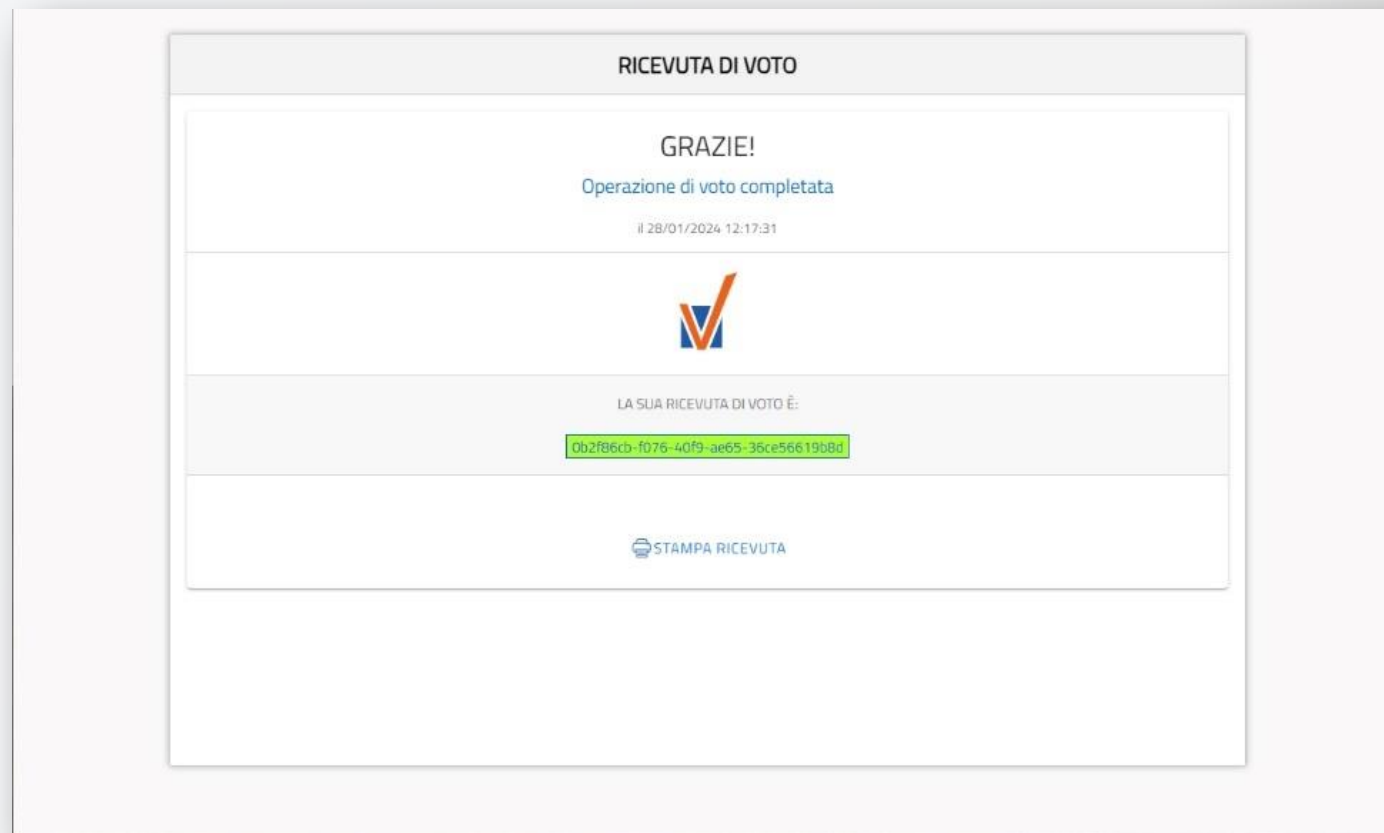 RICEVUTA DI VOTO
GRAZIE!
Operazione di voto completata
il 28/01/2024 12:17:31
LA SUA RICEVUTA DI VOTO È:
0b2f86cb-f076-40f9-ae65-36ce56619b8d
STAMPA RICEVUTA